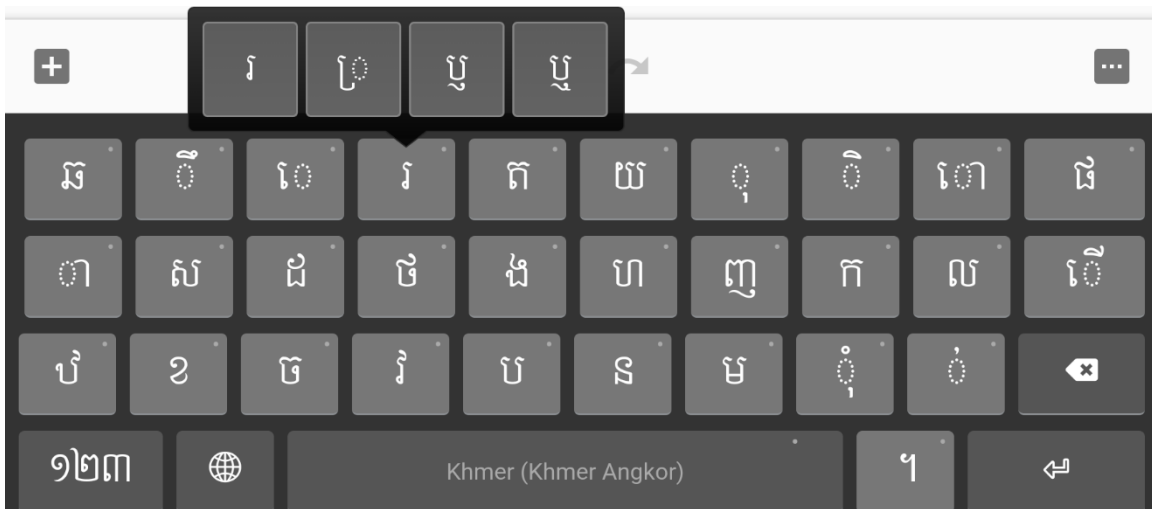 រ ្រ ឫ ឬ
ឆ ឹ េ រ ត យ ុ ិ ោ ផ
ា ស ដ ថ ង ហ ញ ក ល ើ
ឋ ខ ច វ ប ន ម ុំ ់
១២៣ Khmer (Khmer Angkor) ។